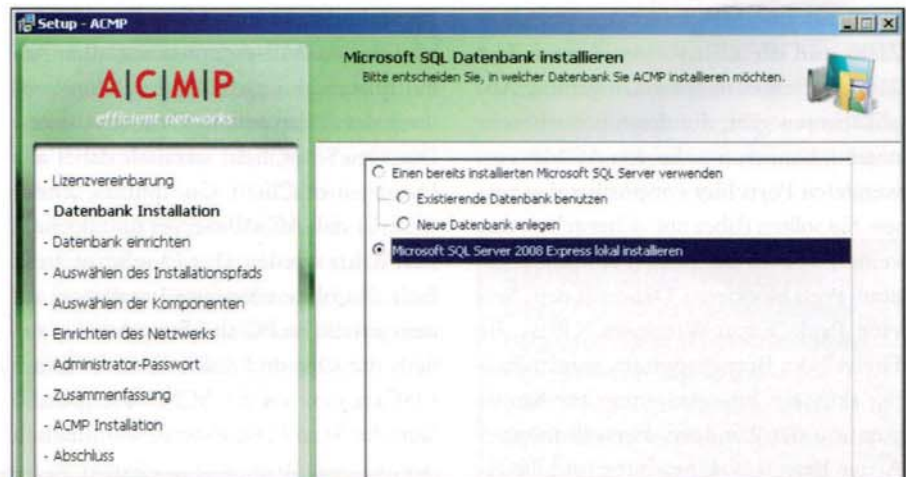 Setup - ACMP
A|C|M|P
efficient networks
Microsoft SQL Datenbank installieren
Bitte entscheiden Sie, in welcher Datenbank Sie ACMP installieren möchten.
- Lizenzvereinbarung
- Datenbank Installation
- Datenbank einrichten
- Auswählen des Installationspfads
- Auswählen der Komponenten
- Einrichten des Netzwerks
- Administrator-Passwort
- Zusammenfassung
- ACMP Installation
- Abschluss
Einen bereits installierten Microsoft SQL Server verwenden
Existierende Datenbank benutzen
Neue Datenbank anlegen
Microsoft SQL Server 2008 Express lokal installieren